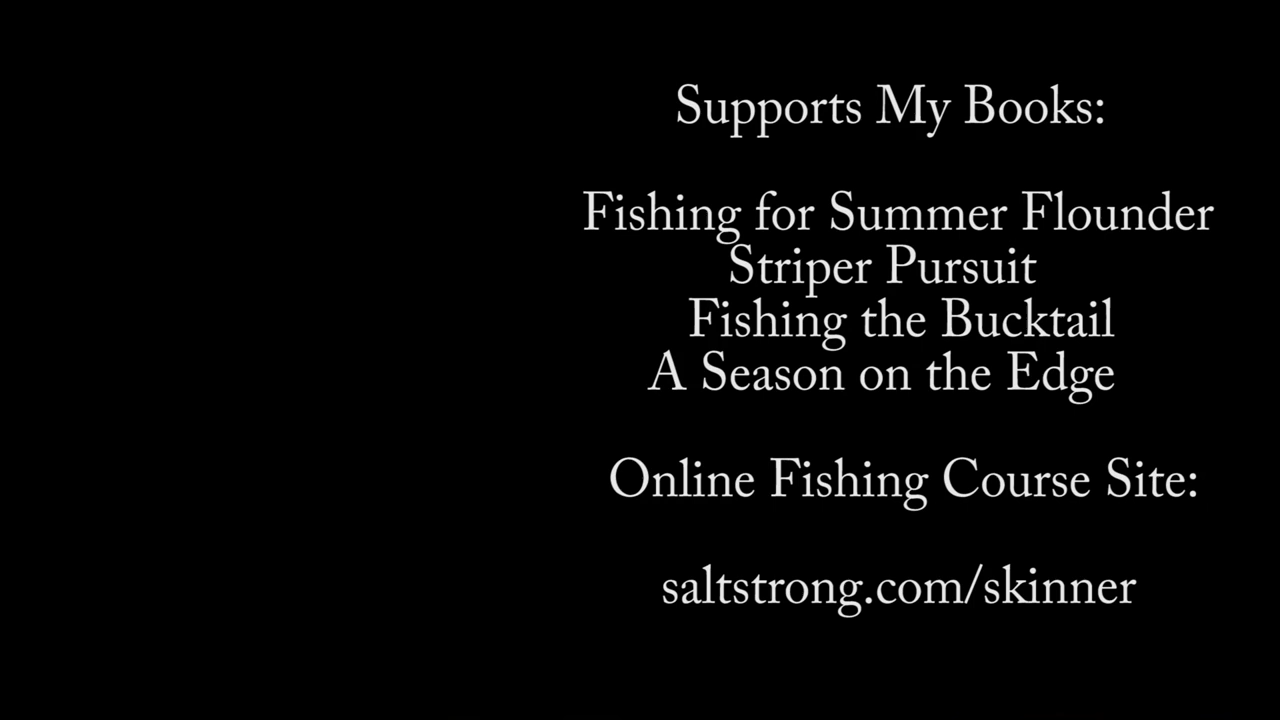 Supports My Books:
Fishing for Summer Flounder
Striper Pursuit
Fishing the Bucktail
A Season on the Edge
Online Fishing Course Site:
saltstrong.com/skinner